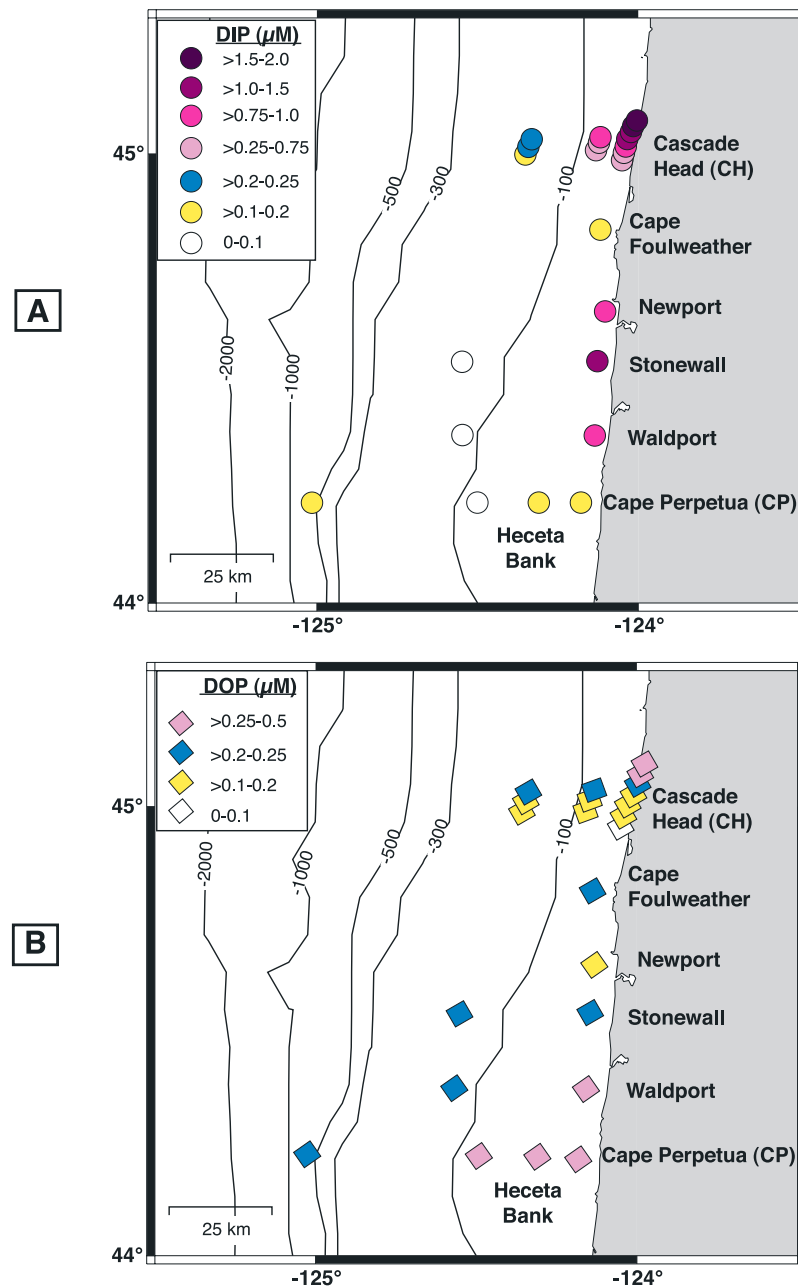 A
DIP (µM)
>1.5-2.0
>1.0-1.5
>0.75-1.0
>0.25-0.75
>0.2-0.25
>0.1-0.2
0-0.1
-500
-300
-100
-2000
-1000
45°
Cascade
Head (CH)
Cape
Foulweather
Newport
Stonewall
Waldport
Cape Perpetua (CP)
Heceta
Bank
25 km
44°
-125°
-124°
B
DOP (µM)
>0.25-0.5
>0.2-0.25
>0.1-0.2
0-0.1
-2000
-1000
-500
-300
-100
45°
Cascade
Head (CH)
Cape
Foulweather
Newport
Stonewall
Waldport
Cape Perpetua (CP)
Heceta
Bank
25 km
44°
-125°
-124°